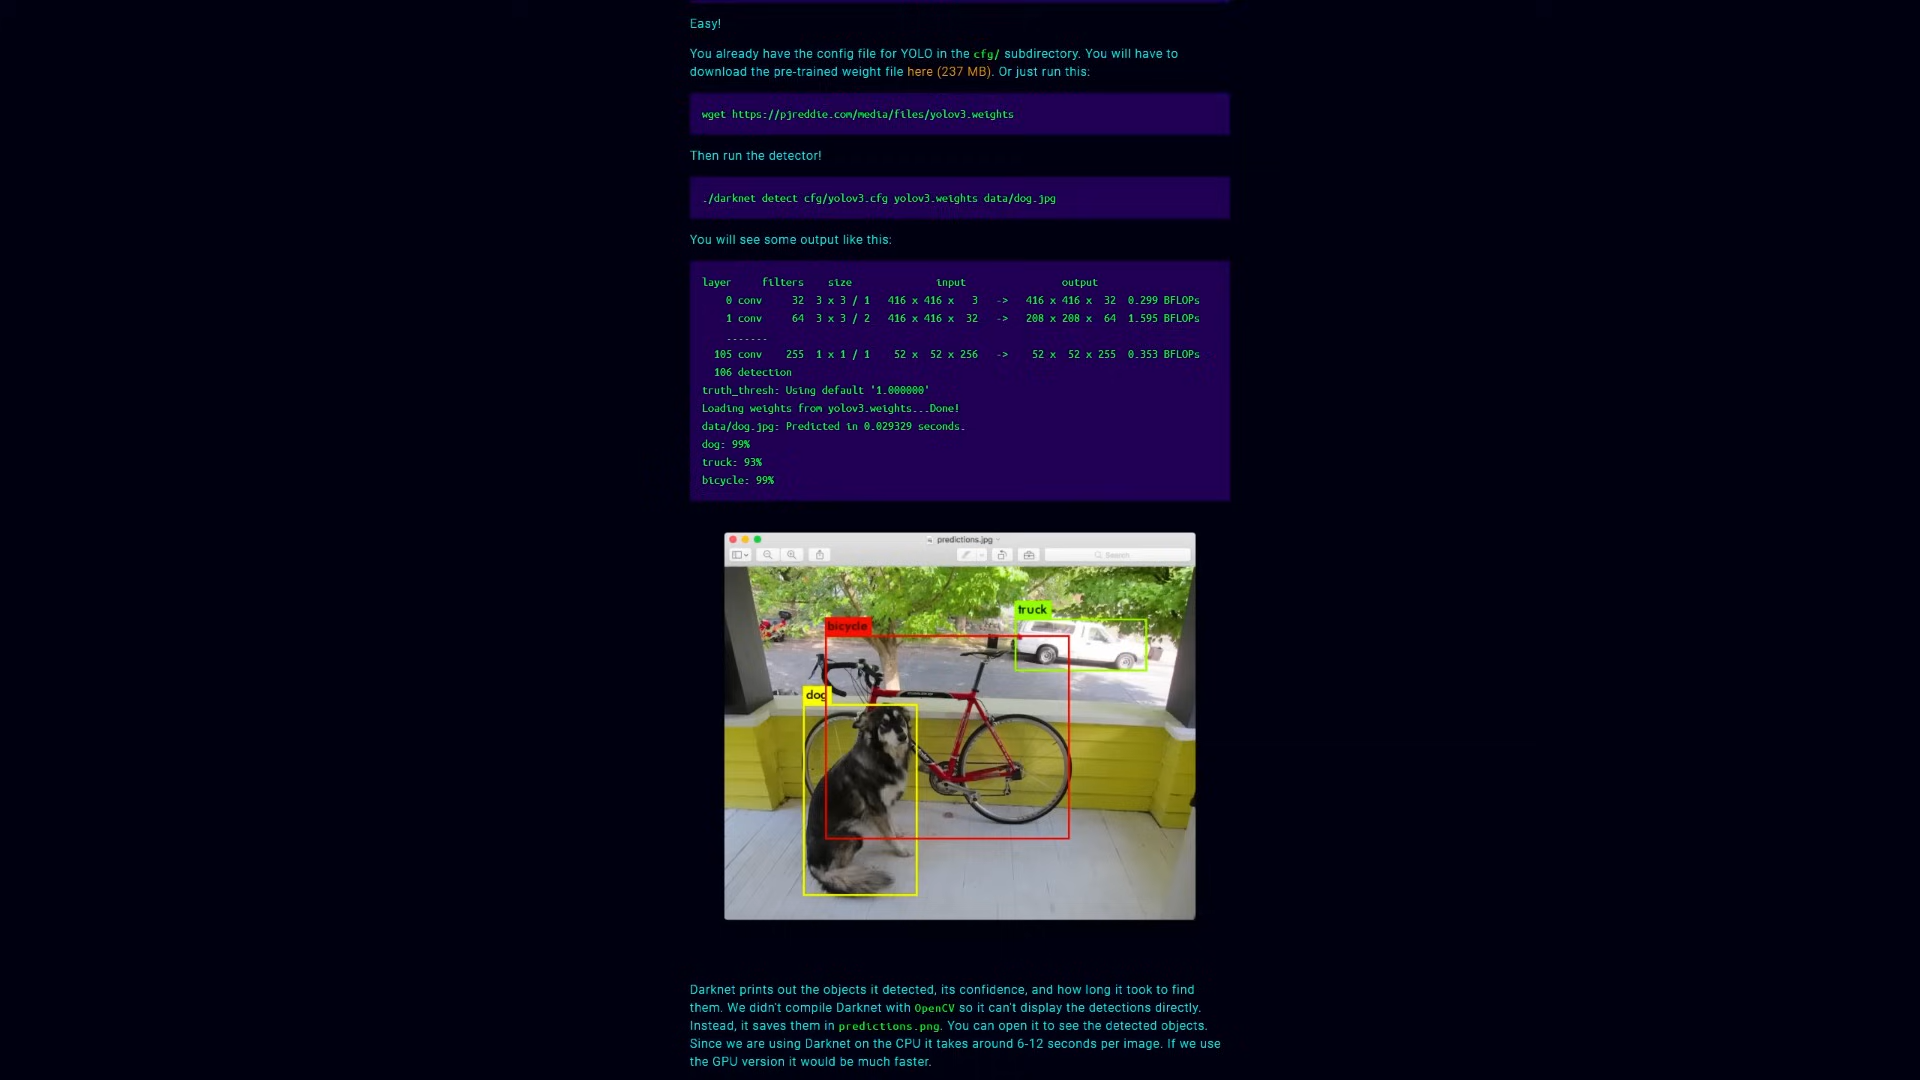 Easy!
You already have the config file for YOLO in the cfg/ subdirectory. You will have to
download the pre-trained weight file here (237 MB). Or just run this:
wget https://pjreddie.com/media/files/yolov3.weights
Then run the detector!
./darknet detect cfg/yolov3.cfg yolov3.weights data/dog.jpg
You will see some output like this:
layer     filters    size              input                output
    0 conv     32  3 x 3 / 1   416 x 416 x   3   ->   416 x 416 x  32  0.299 BFLOPs
    1 conv     64  3 x 3 / 2   416 x 416 x  32   ->   208 x 208 x  64  1.595 BFLOPs
    .......
  105 conv    255  1 x 1 / 1    52 x  52 x 256   ->    52 x  52 x 255  0.353 BFLOPs
  106 detection
truth_thresh: Using default '1.000000'
Loading weights from yolov3.weights...Done!
data/dog.jpg: Predicted in 0.029329 seconds.
dog: 99%
truck: 93%
bicycle: 99%
predictions.jpg
Search
truck
bicycle
dog
Darknet prints out the objects it detected, its confidence, and how long it took to find
them. We didn't compile Darknet with OpenCV so it can't display the detections directly.
Instead, it saves them in predictions.png. You can open it to see the detected objects.
Since we are using Darknet on the CPU it takes around 6-12 seconds per image. If we use
the GPU version it would be much faster.